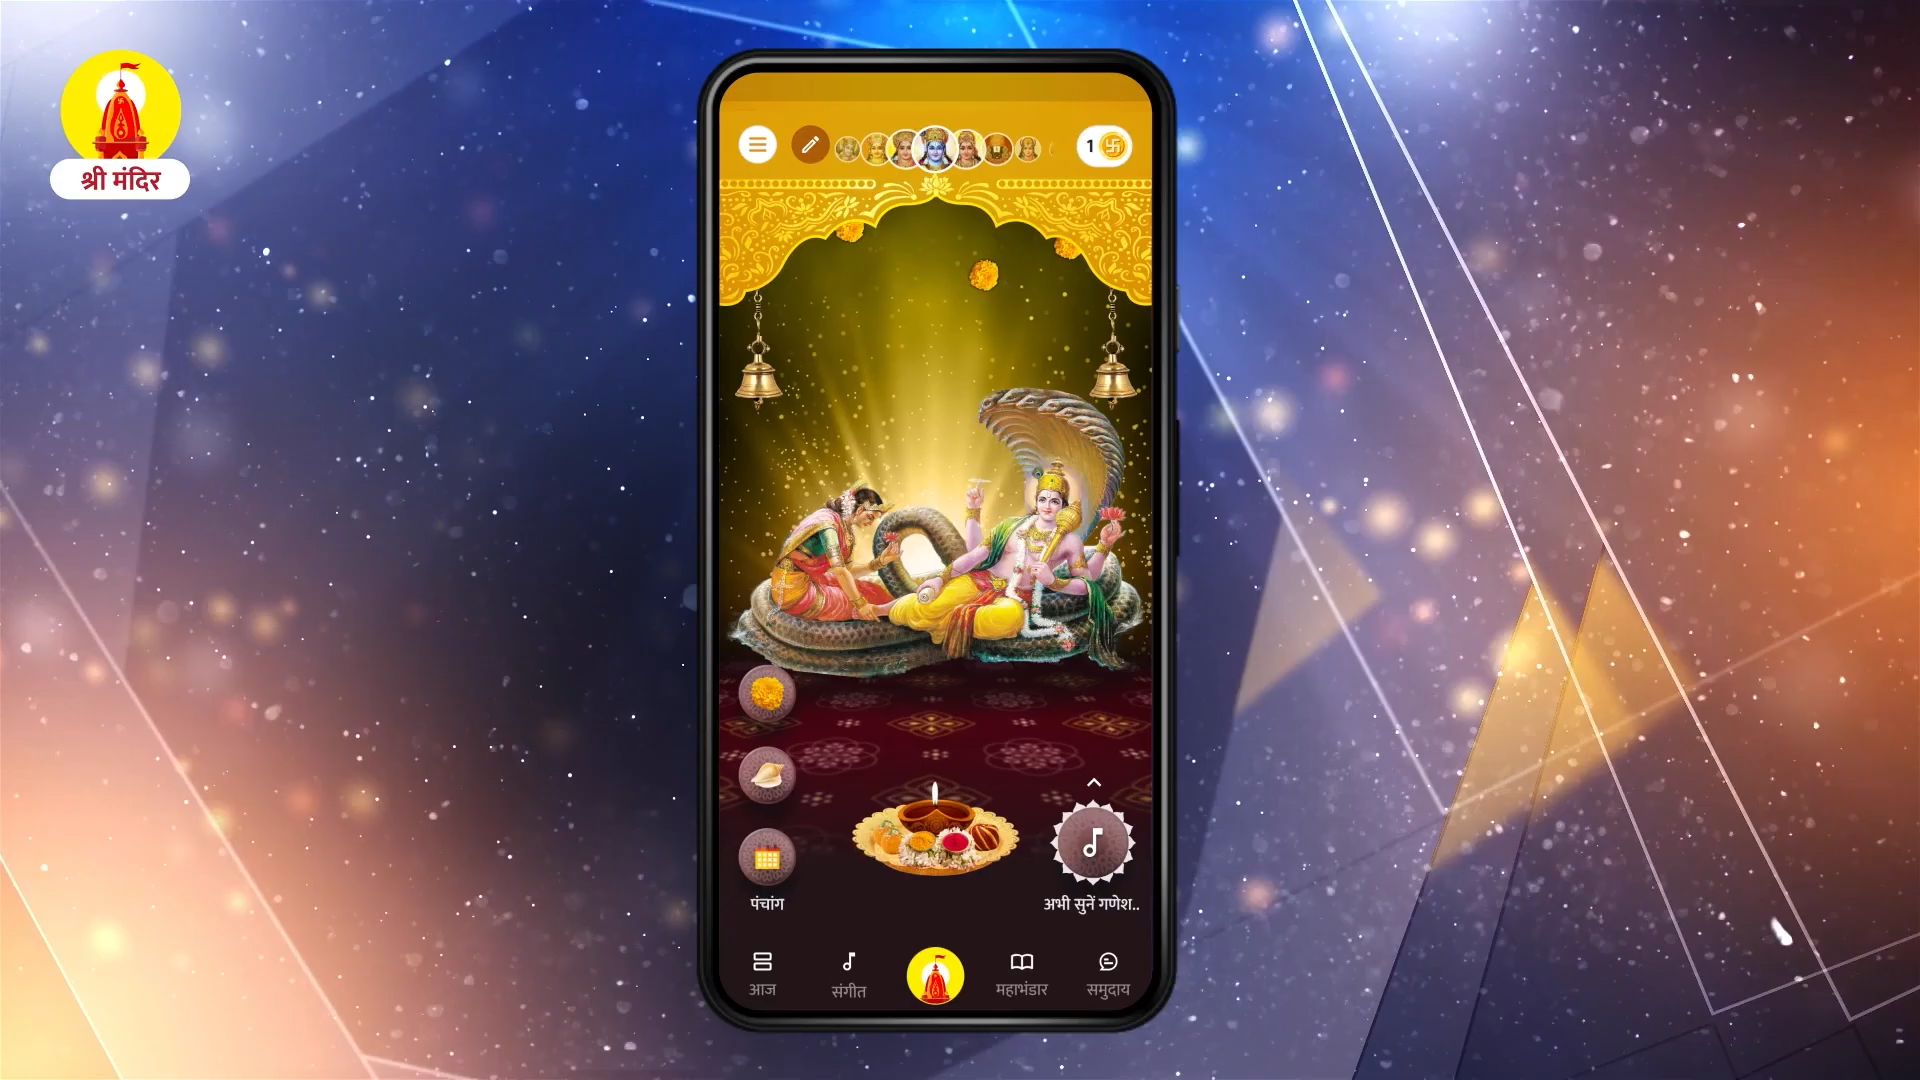 श्री मंदिर
1
पंचांग
अभी सुनें गणेश..
आज
संगीत
महाभंडार
समुदाय